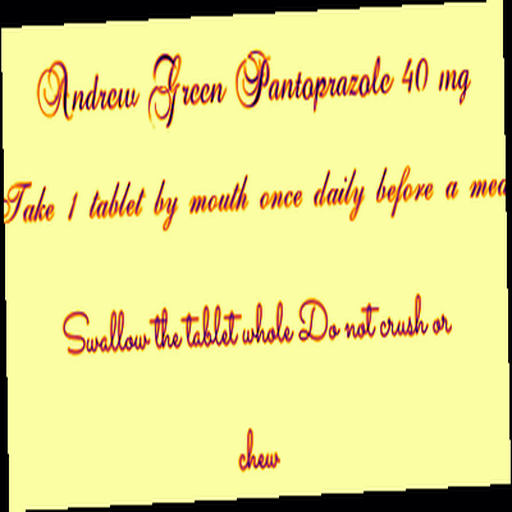 Andrew Green Pantoprazole 40 mg
Take 1 tablet by mouth once daily before a mea
Swallow the tablet whole Do not crush or
chew